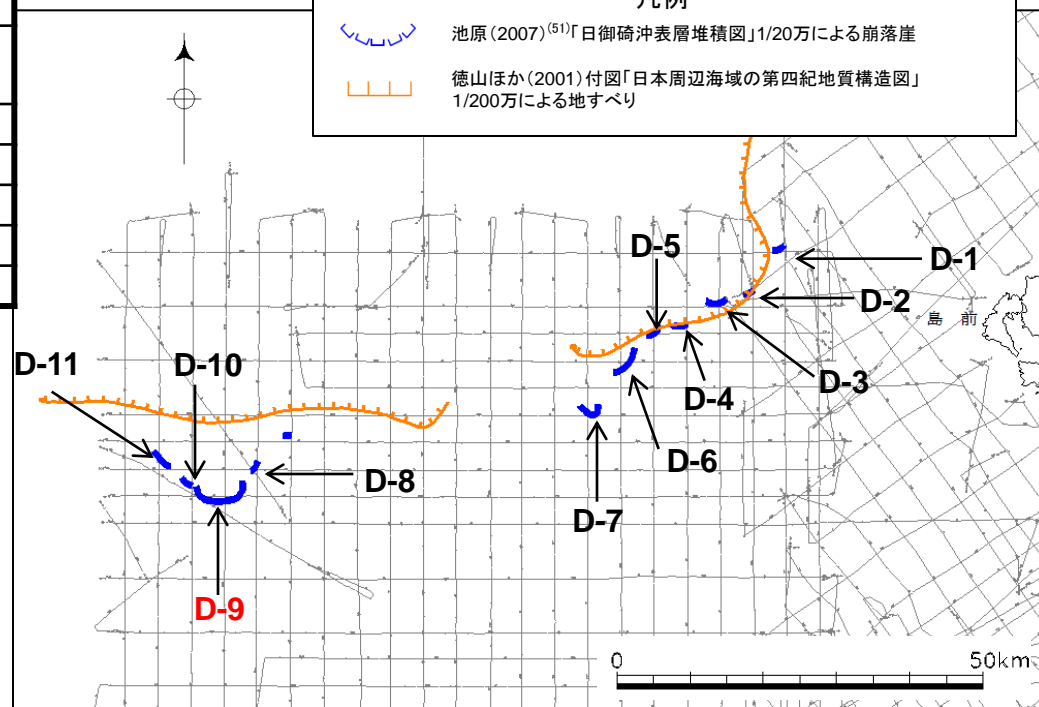 凡例
池原（2007）(51)「日御碕沖表層堆積図」1/20万による崩落崖
徳山ほか（2001）付図「日本周辺海域の第四紀地質構造図」
1/200万による地すべり
D-5
D-1
D-2
島 前
D-11
D-10
D-3
D-4
D-6
D-8
D-7
D-9
0
50km